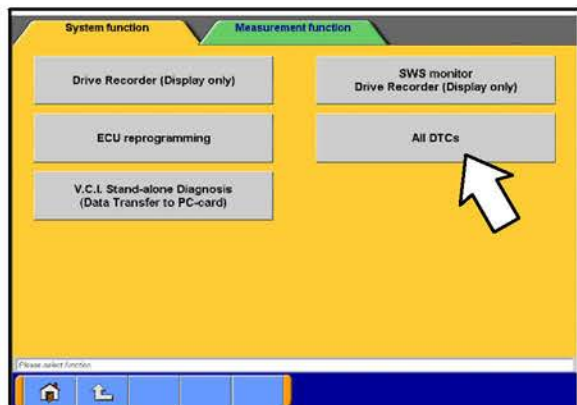 System function
Measurement function
Drive Recorder (Display only)
SWS monitor
Drive Recorder (Display only)
ECU reprogramming
All DTCs
V.C.I. Stand-alone Diagnosis
(Data Transfer to PC-card)
Please select function